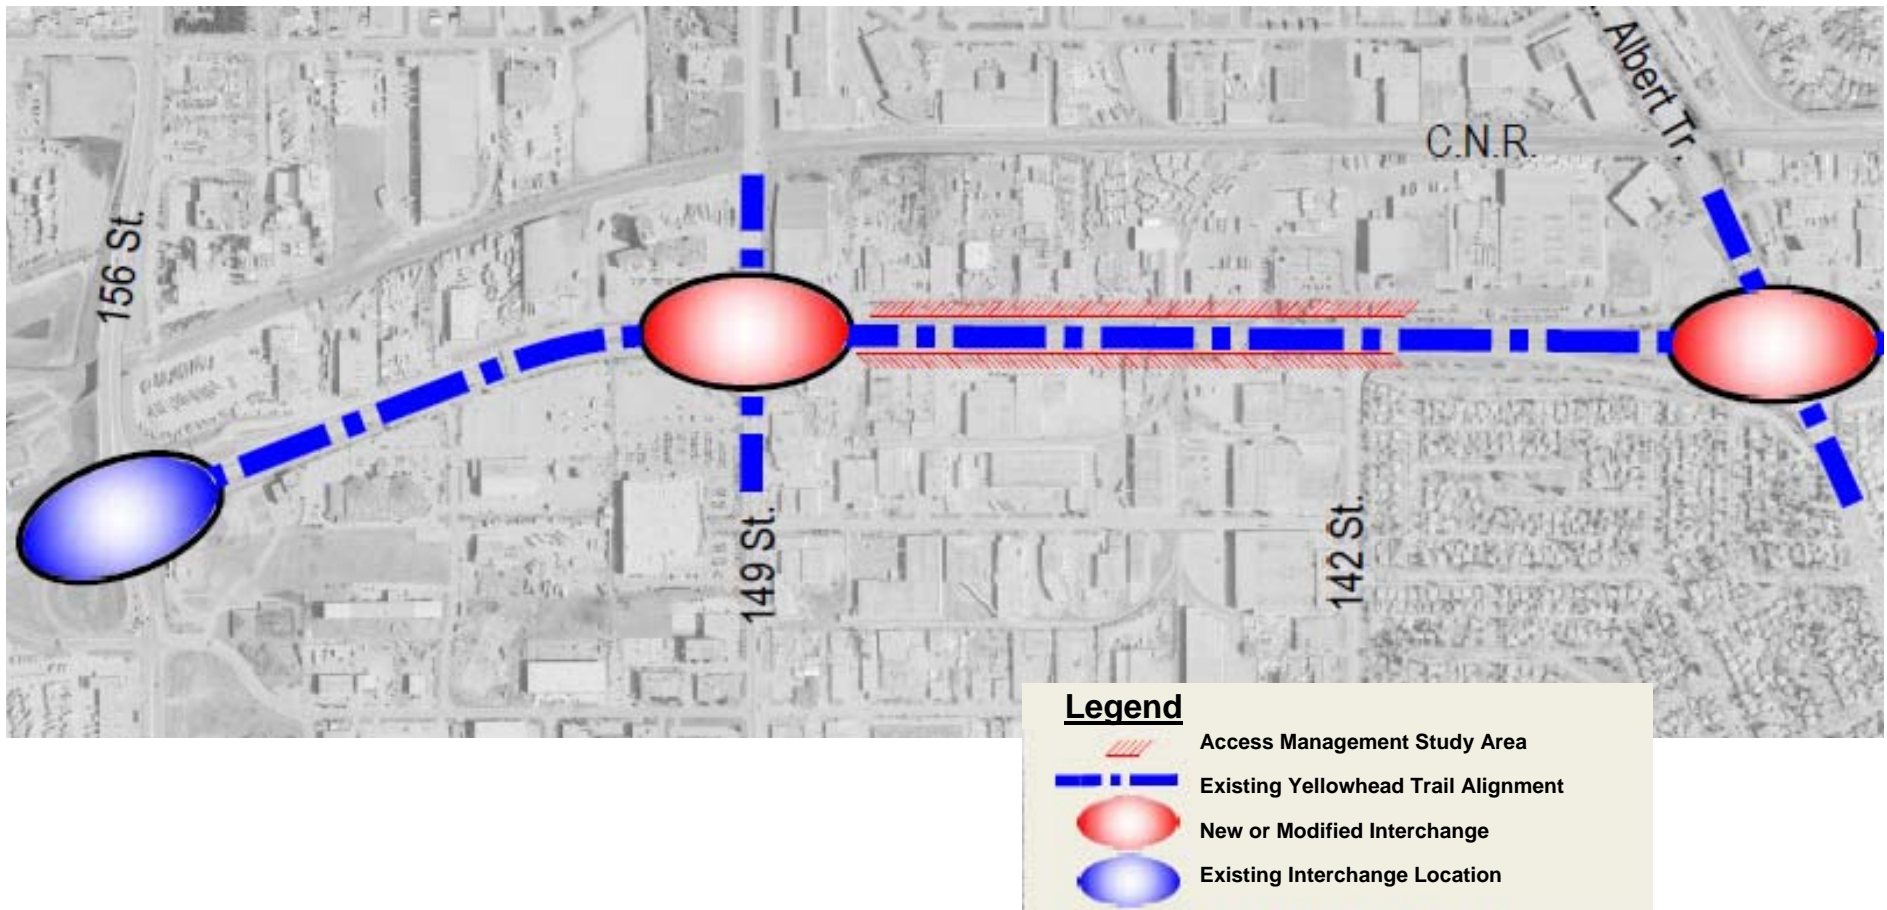 Albert Tr.
C.N.R.
156 St.
149 St.
142 St.
Legend
Access Management Study Area
Existing Yellowhead Trail Alignment
New or Modified Interchange
Existing Interchange Location